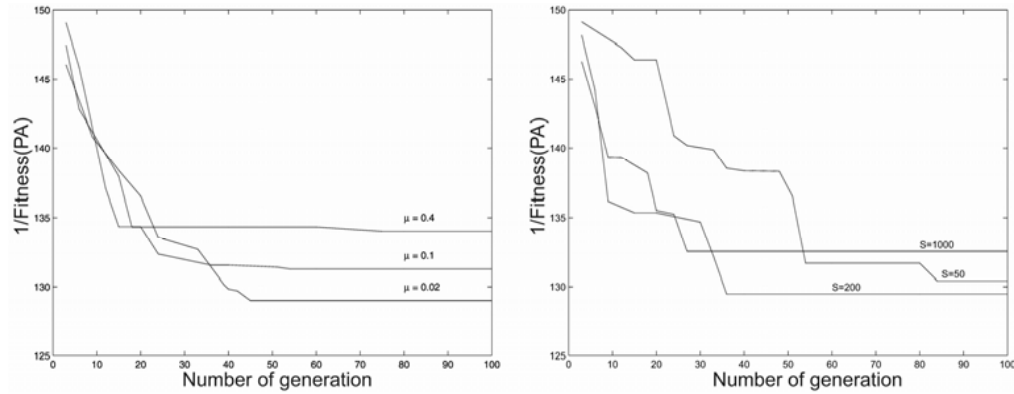 150
145
140
135
130
125
1/Fitness(PA)
μ = 0.4
μ = 0.1
μ = 0.02
0 10 20 30 40 50 60 70 80 90 100
Number of generation
150
145
140
135
130
125
1/Fitness(PA)
S=1000
S=50
S=200
0 10 20 30 40 50 60 70 80 90 100
Number of generation